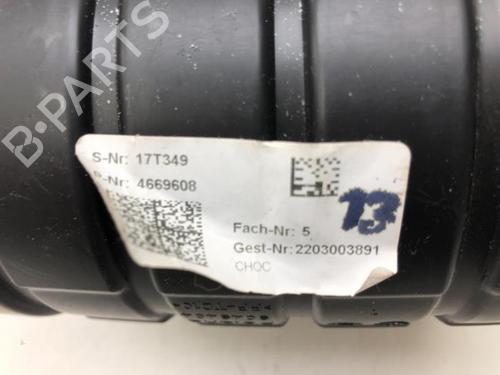 B-PARTS
S-Nr: 17T349
P-Nr: 4669608
13
Fach-Nr: 5
Gest-Nr: 2203003891
CHOC